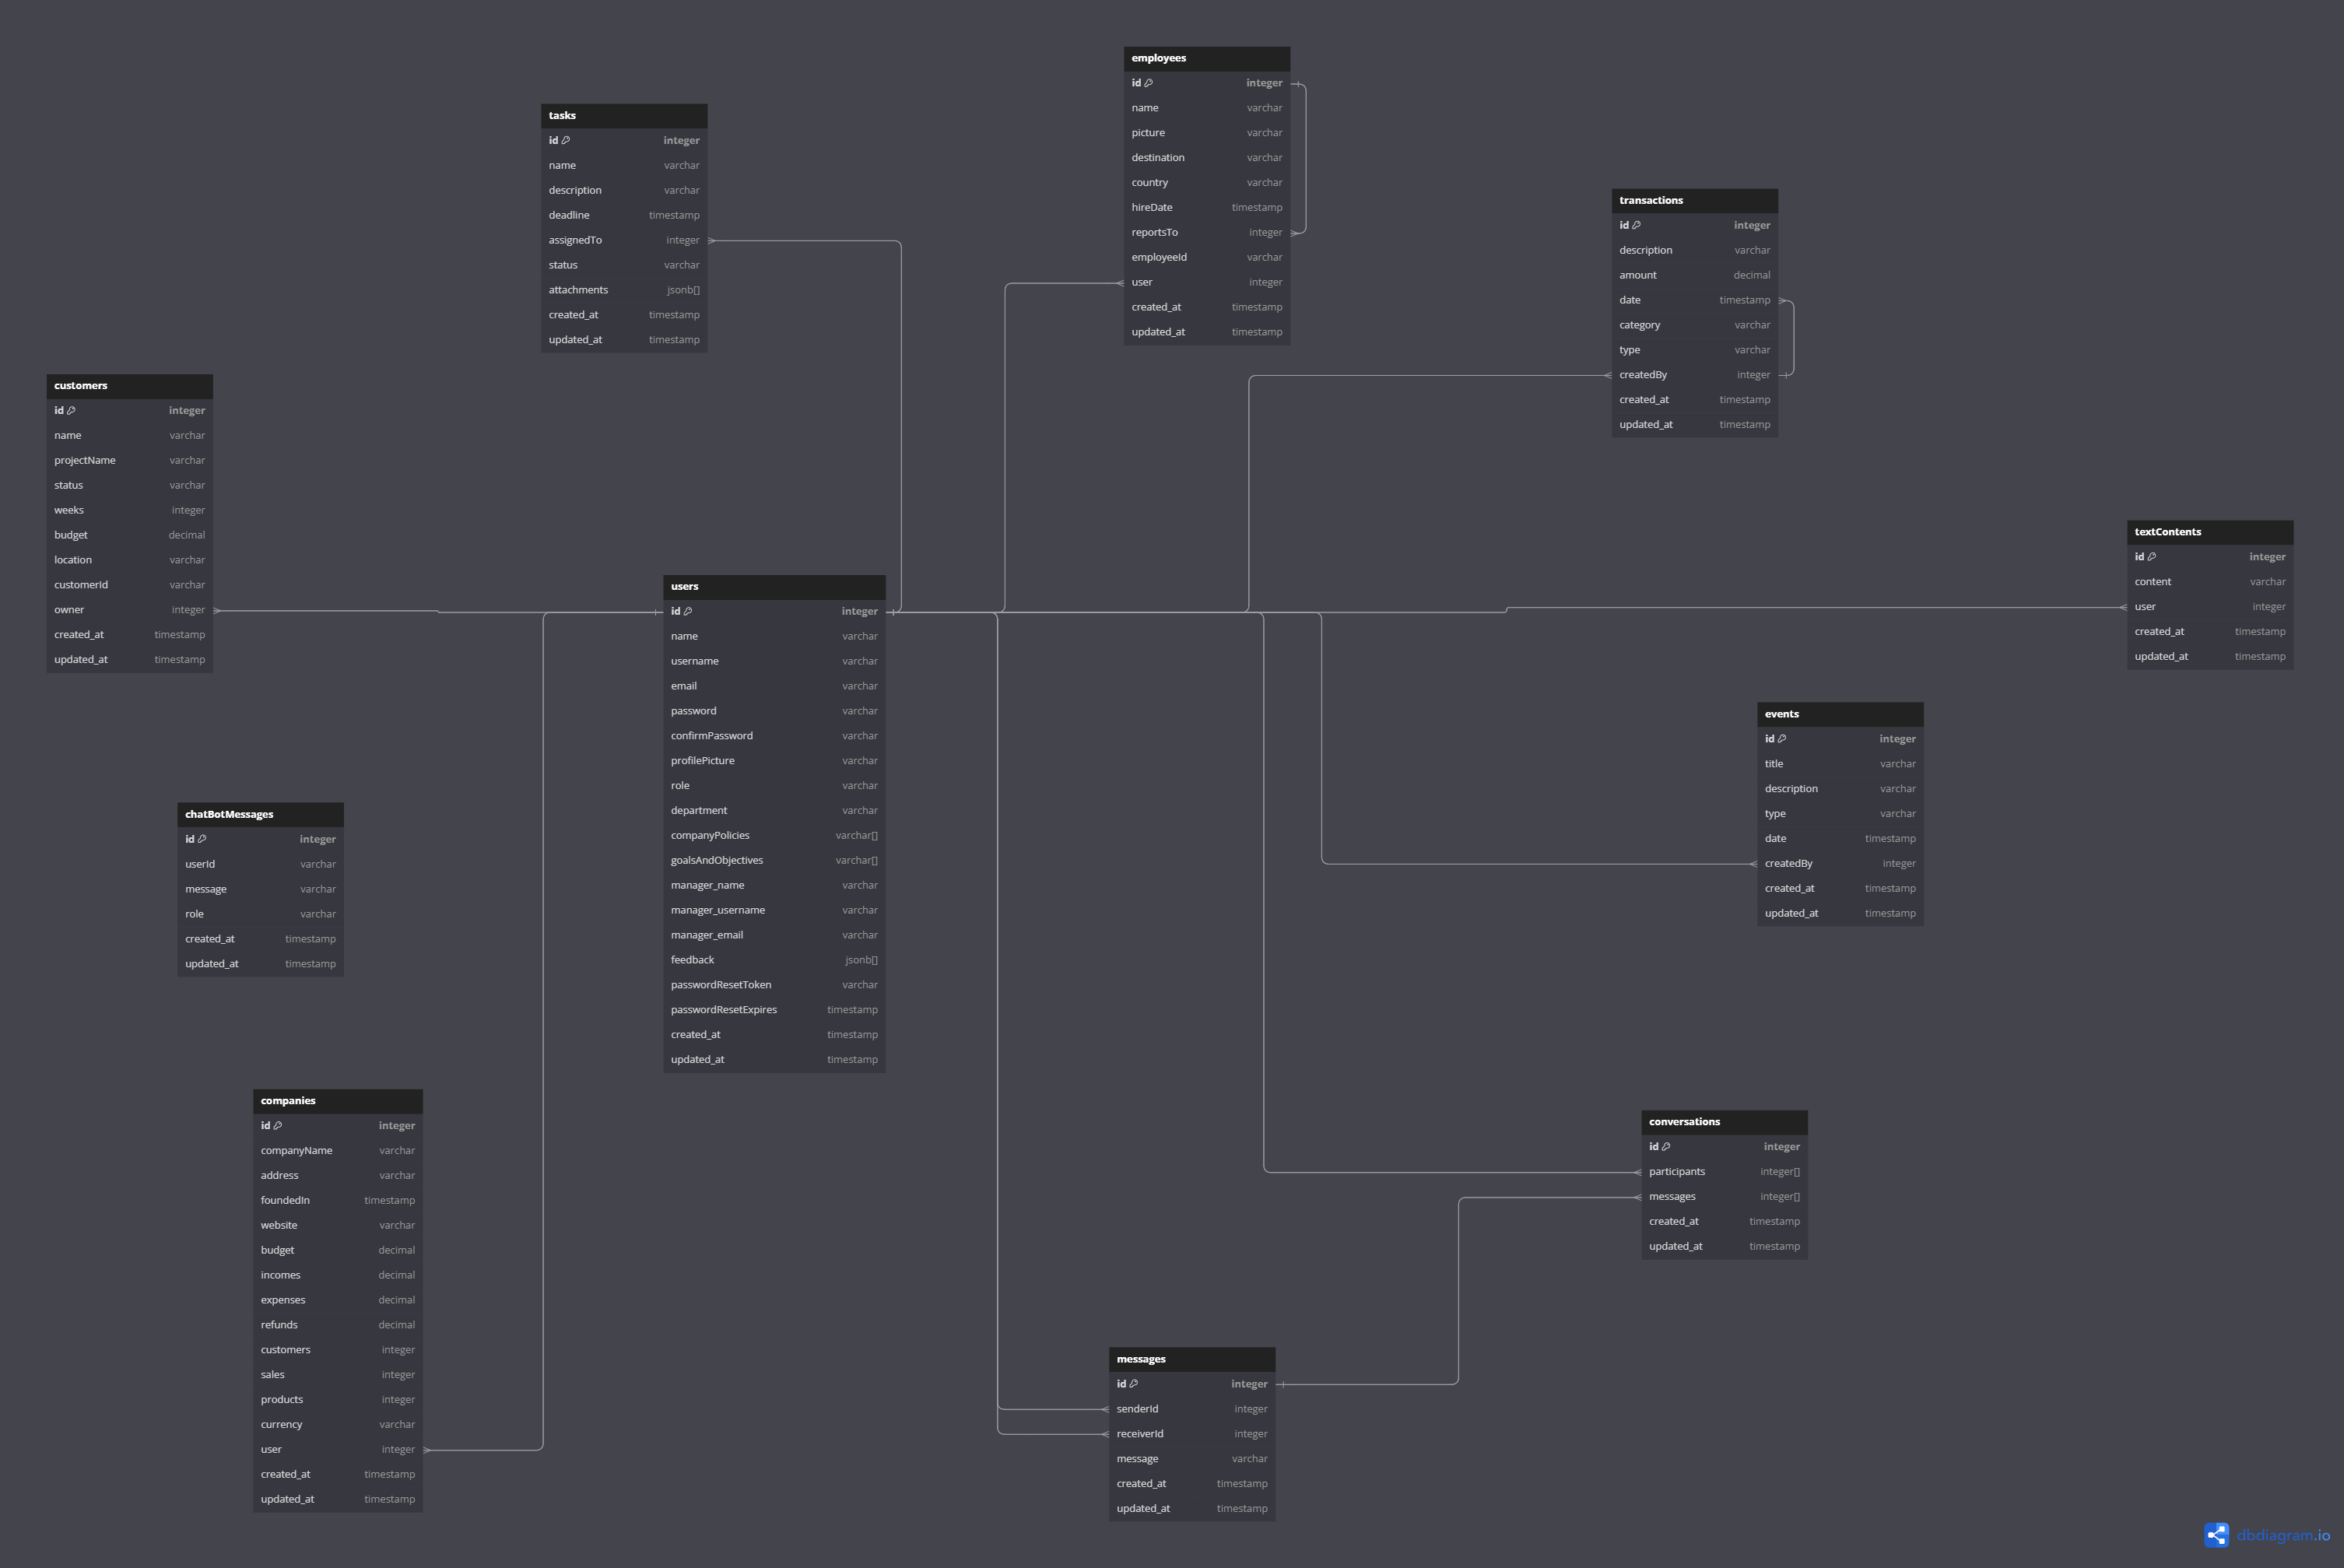 employees
id integer
name varchar
picture varchar
destination varchar
country varchar
hireDate timestamp
reportsTo integer
employeeId varchar
user integer
created_at timestamp
updated_at timestamp
tasks
id integer
name varchar
description varchar
deadline timestamp
assignedTo integer
status varchar
attachments jsonb[]
created_at timestamp
updated_at timestamp
transactions
id integer
description varchar
amount decimal
date timestamp
category varchar
type varchar
createdBy integer
created_at timestamp
updated_at timestamp
customers
id integer
name varchar
projectName varchar
status varchar
weeks integer
budget decimal
location varchar
customerId varchar
owner integer
created_at timestamp
updated_at timestamp
textContents
id integer
content varchar
user integer
created_at timestamp
updated_at timestamp
users
id integer
name varchar
username varchar
email varchar
password varchar
confirmPassword varchar
profilePicture varchar
role varchar
department varchar
companyPolicies varchar[]
goalsAndObjectives varchar[]
manager_name varchar
manager_username varchar
manager_email varchar
feedback jsonb[]
passwordResetToken varchar
passwordResetExpires timestamp
created_at timestamp
updated_at timestamp
events
id integer
title varchar
description varchar
type varchar
date timestamp
createdBy integer
created_at timestamp
updated_at timestamp
chatBotMessages
id integer
userId varchar
message varchar
role varchar
created_at timestamp
updated_at timestamp
companies
id integer
companyName varchar
address varchar
foundedIn timestamp
website varchar
budget decimal
incomes decimal
expenses decimal
refunds decimal
customers integer
sales integer
products integer
currency varchar
user integer
created_at timestamp
updated_at timestamp
conversations
id integer
participants integer[]
messages integer[]
created_at timestamp
updated_at timestamp
messages
id integer
senderId integer
receiverId integer
message varchar
created_at timestamp
updated_at timestamp
dbdiagram.io